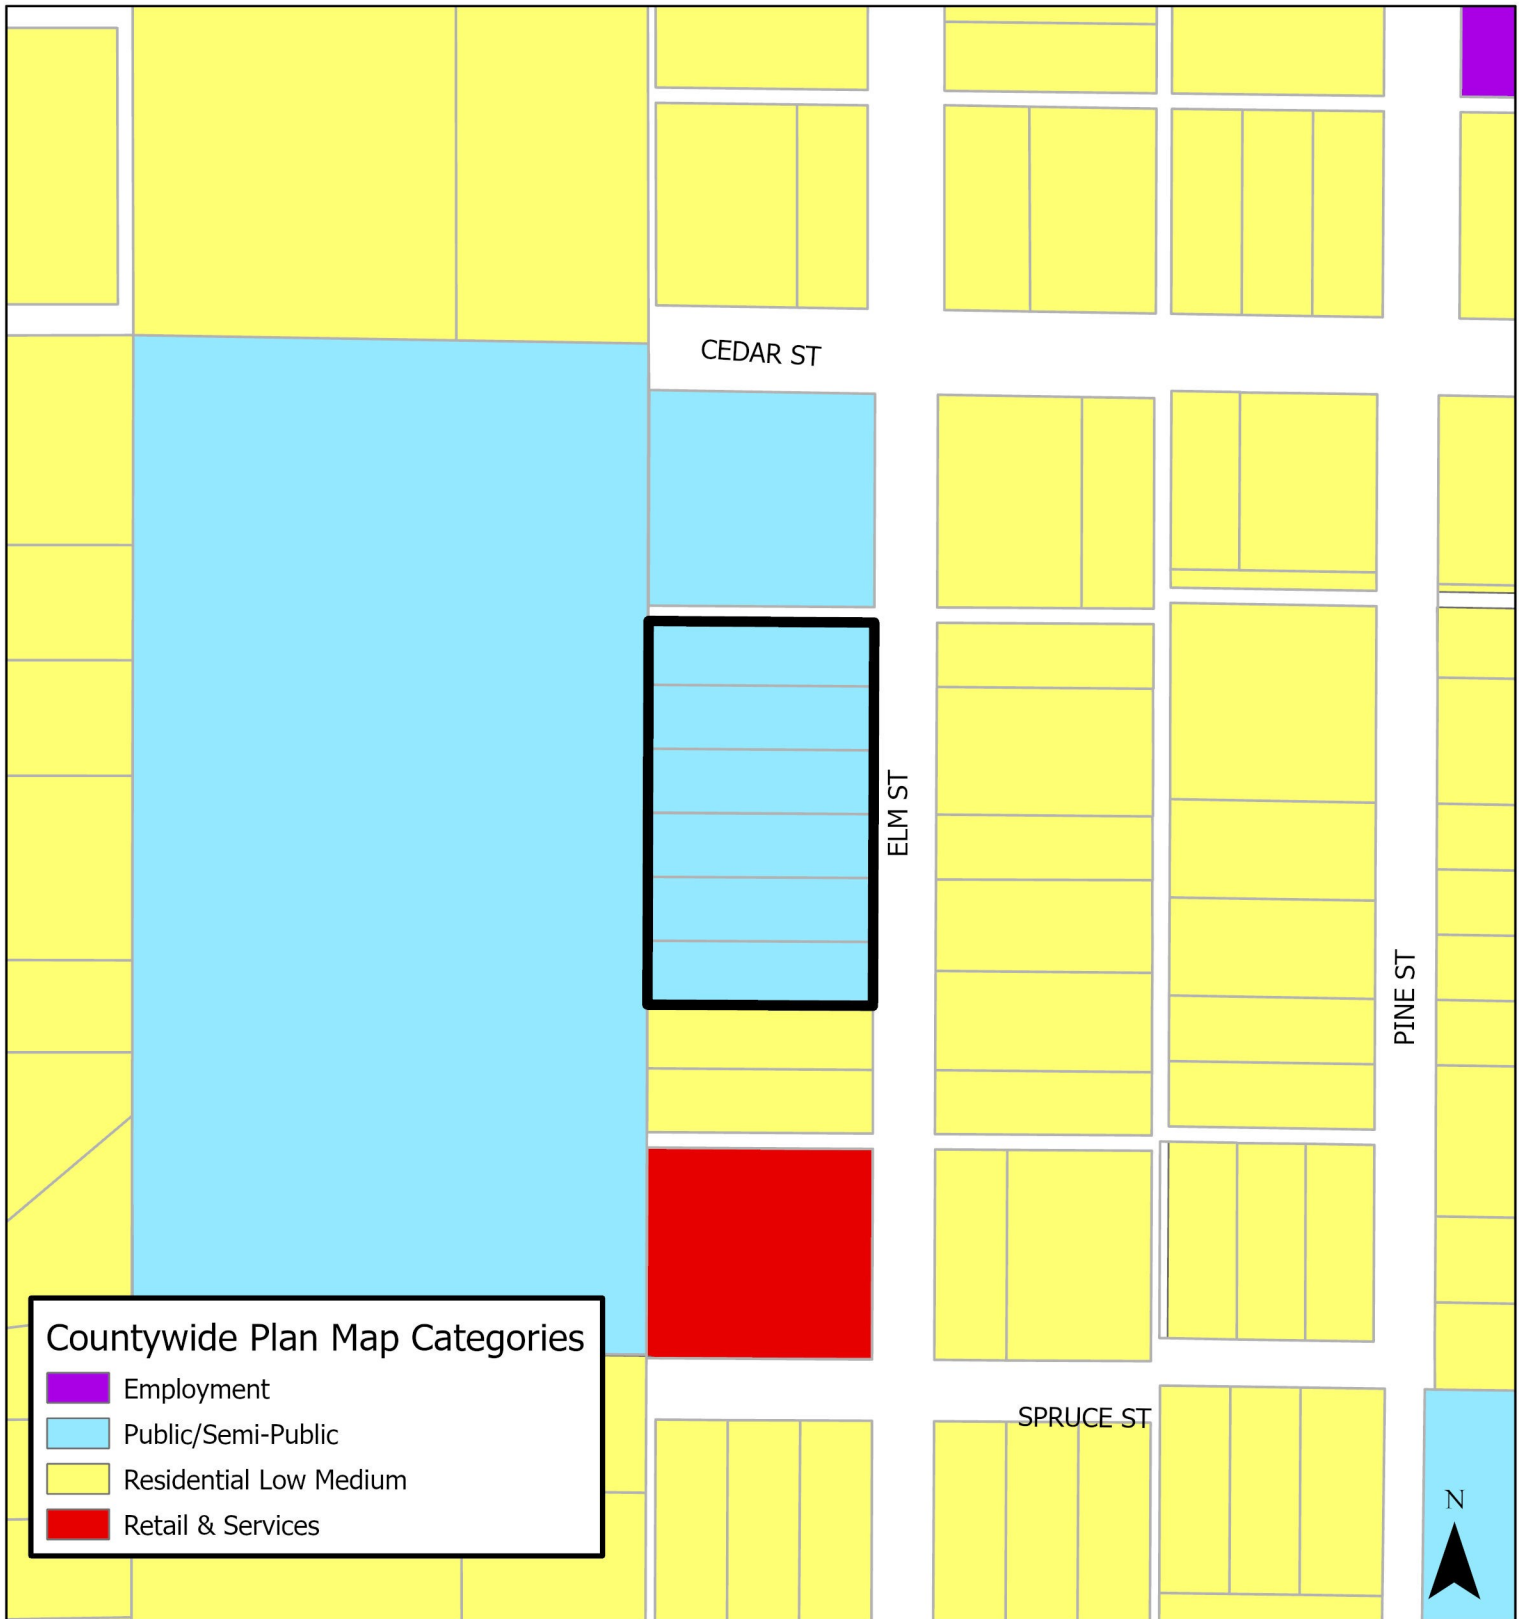 CEDAR ST
ELM ST
PINE ST
SPRUCE ST
Countywide Plan Map Categories
Employment
Public/Semi-Public
Residential Low Medium
Retail & Services
N